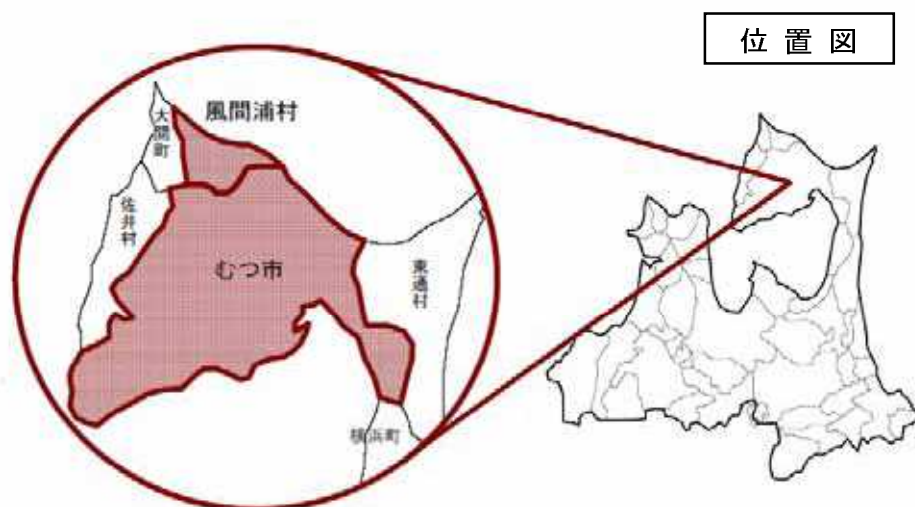 位置図
風間浦村
大間町
佐井村
むつ市
東通村
横浜町